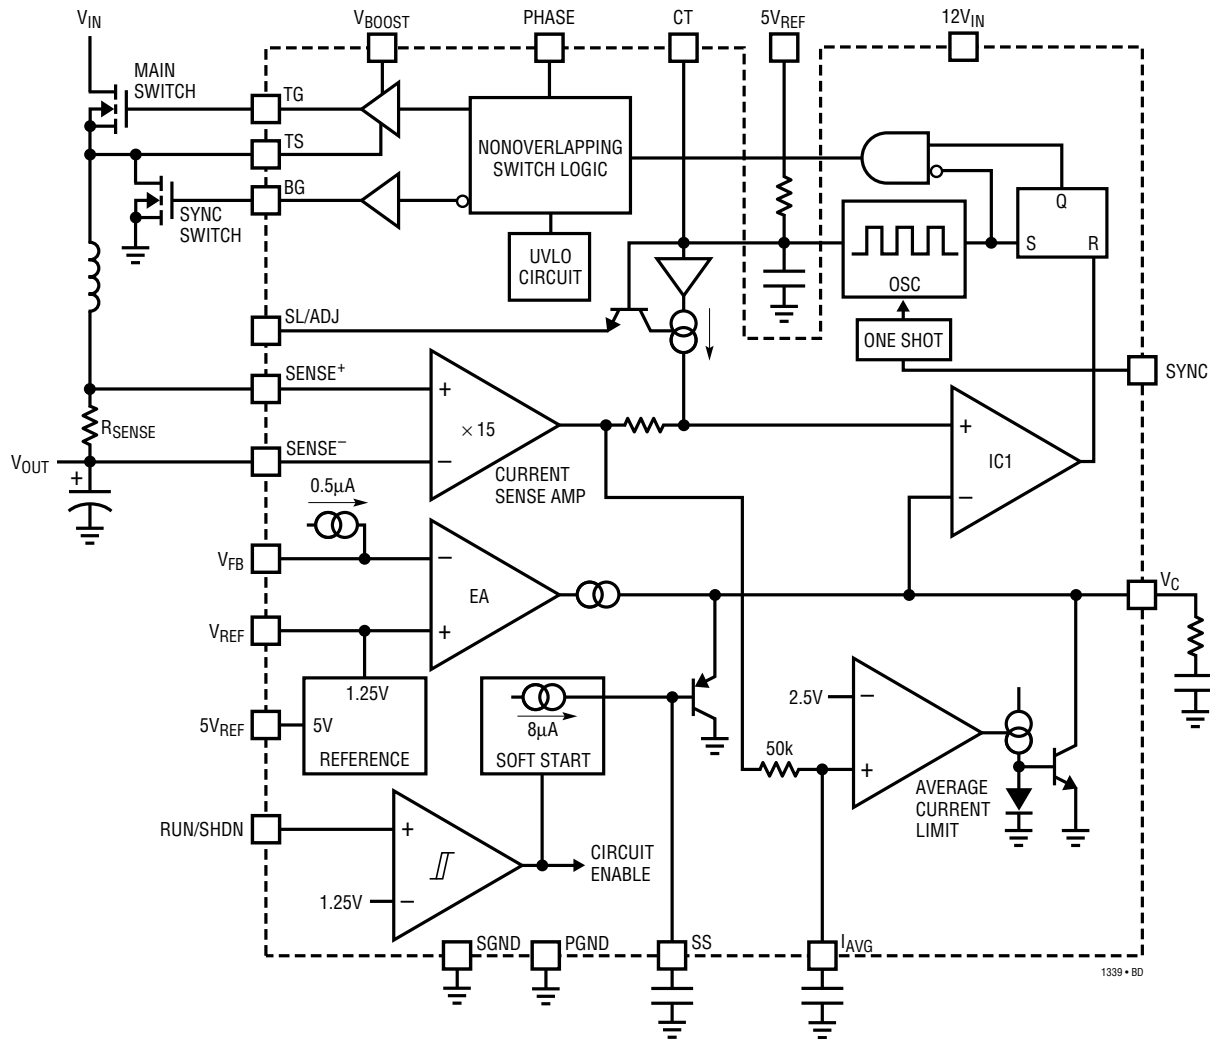 VIN
VBOOST
PHASE
CT
5VREF
12VIN
MAIN
SWITCH
TG
TS
BG
SYNC
SWITCH
NONOVERLAPPING
SWITCH LOGIC
UVLO
CIRCUIT
Q
S
R
OSC
ONE SHOT
SYNC
SL/ADJ
SENSE+
RSENSE
SENSE–
VOUT
+
+
× 15
–
CURRENT
SENSE AMP
+
IC1
–
0.5µA
VFB
–
EA
VREF
+
VC
1.25V
5VREF
5V
REFERENCE
8µA
SOFT START
2.5V
–
50k
+
AVERAGE
CURRENT
LIMIT
RUN/SHDN
+
1.25V
–
CIRCUIT
ENABLE
SGND
PGND
SS
IAVG
1339 • BD